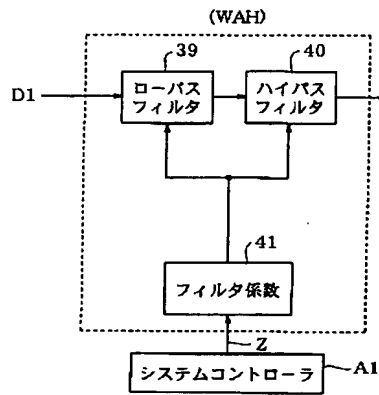 (WAH)
39
40
D1
ローパス
フィルタ
ハイパス
フィルタ
41
フィルタ係数
Z
システムコントローラ
A1